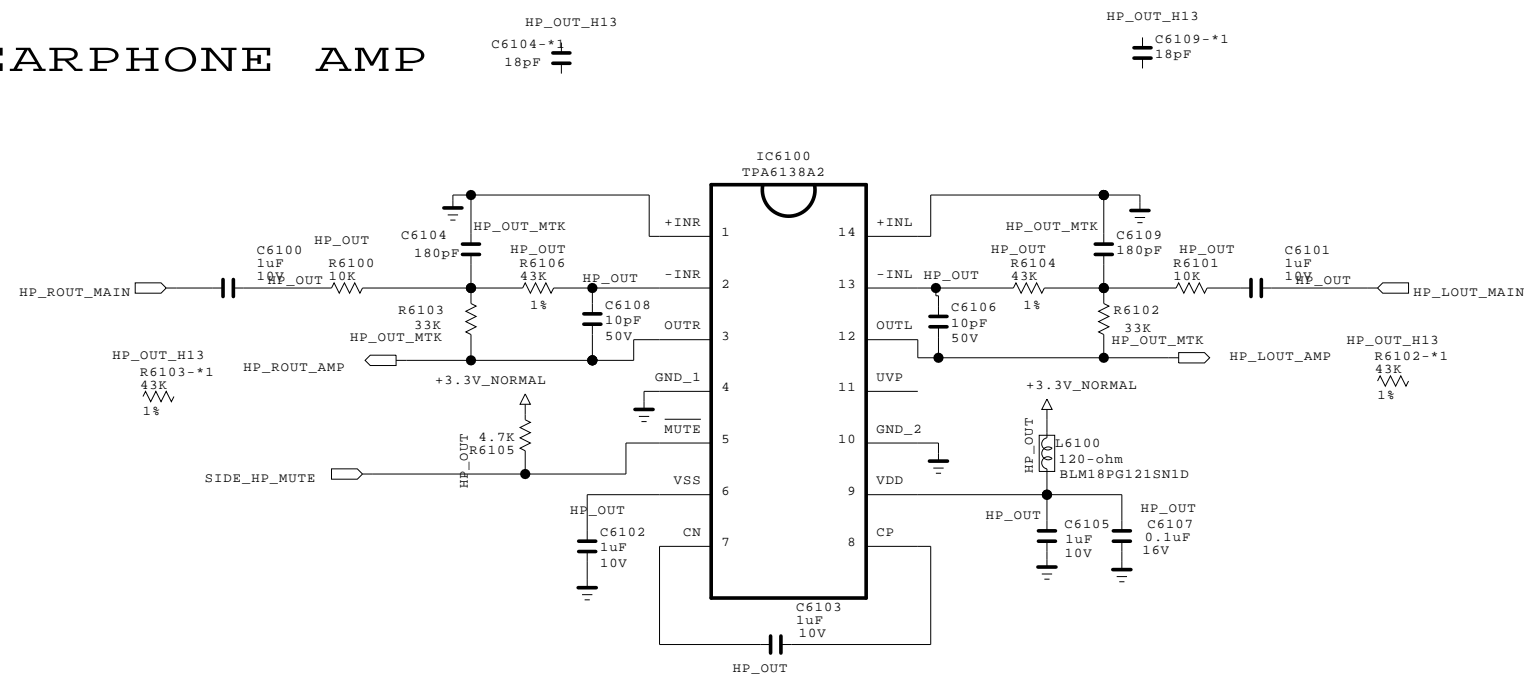 HP_OUT_H13
C6104-*1
18pF
HP_OUT_H13
C6109-*1
18pF
EARPHONE AMP
IC6100
TPA6138A2
+INR
1
-INR
2
OUTR
3
GND_1
4
MUTE
5
VSS
6
CN
7
14
+INL
13
-INL
12
OUTL
11
UVP
10
GND_2
9
VDD
8
CP
HP_ROUT_MAIN
C6100
1uF
10V
HP_OUT
HP_OUT
R6100
10K
C6104
180pF
HP_OUT_MTK
HP_OUT
R6106
43K
1%
HP_OUT
C6108
10pF
50V
R6103
33K
HP_OUT_MTK
HP_ROUT_AMP
HP_OUT_H13
R6103-*1
43K
1%
+3.3V_NORMAL
4.7K
R6105
HP_OUT
SIDE_HP_MUTE
HP_OUT
C6102
1uF
10V
C6103
1uF
10V
HP_OUT
HP_OUT
C6106
10pF
50V
HP_OUT
R6104
43K
1%
HP_OUT_MTK
C6109
180pF
HP_OUT
R6101
10K
C6101
1uF
10V
HP_OUT
HP_LOUT_MAIN
R6102
33K
HP_OUT_MTK
HP_LOUT_AMP
HP_OUT_H13
R6102-*1
43K
1%
+3.3V_NORMAL
HP_OUT
L6100
120-ohm
BLM18PG121SN1D
HP_OUT
C6105
1uF
10V
HP_OUT
C6107
0.1uF
16V